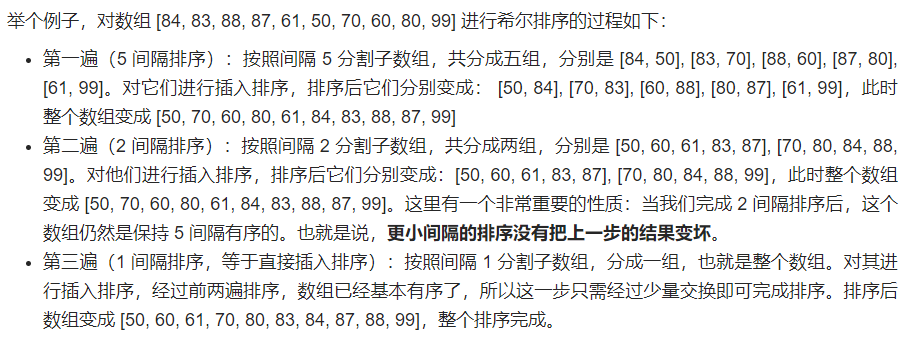 举个例子，对数组 [84, 83, 88, 87, 61, 50, 70, 60, 80, 99] 进行希尔排序的过程如下：
• 第一遍（5 间隔排序）：按照间隔 5 分割子数组，共分成五组，分别是 [84, 50], [83, 70], [88, 60], [87, 80],
[61, 99]。对它们进行插入排序，排序后它们分别变成： [50, 84], [70, 83], [60, 88], [80, 87], [61, 99]，此时
整个数组变成 [50, 70, 60, 80, 61, 84, 83, 88, 87, 99]
• 第二遍（2 间隔排序）：按照间隔 2 分割子数组，共分成两组，分别是 [50, 60, 61, 83, 87], [70, 80, 84, 88,
99]。对他们进行插入排序，排序后它们分别变成：[50, 60, 61, 83, 87], [70, 80, 84, 88, 99]，此时整个数组
变成 [50, 70, 60, 80, 61, 84, 83, 88, 87, 99]。这里有一个非常重要的性质：当我们完成 2 间隔排序后，这个
数组仍然是保持 5 间隔有序的。也就是说，更小间隔的排序没有把上一步的结果变坏。
• 第三遍（1 间隔排序，等于直接插入排序）：按照间隔 1 分割子数组，分成一组，也就是整个数组。对其进
行插入排序，经过前两遍排序，数组已经基本有序了，所以这一步只需经过少量交换即可完成排序。排序后
数组变成 [50, 60, 61, 70, 80, 83, 84, 87, 88, 99]，整个排序完成。